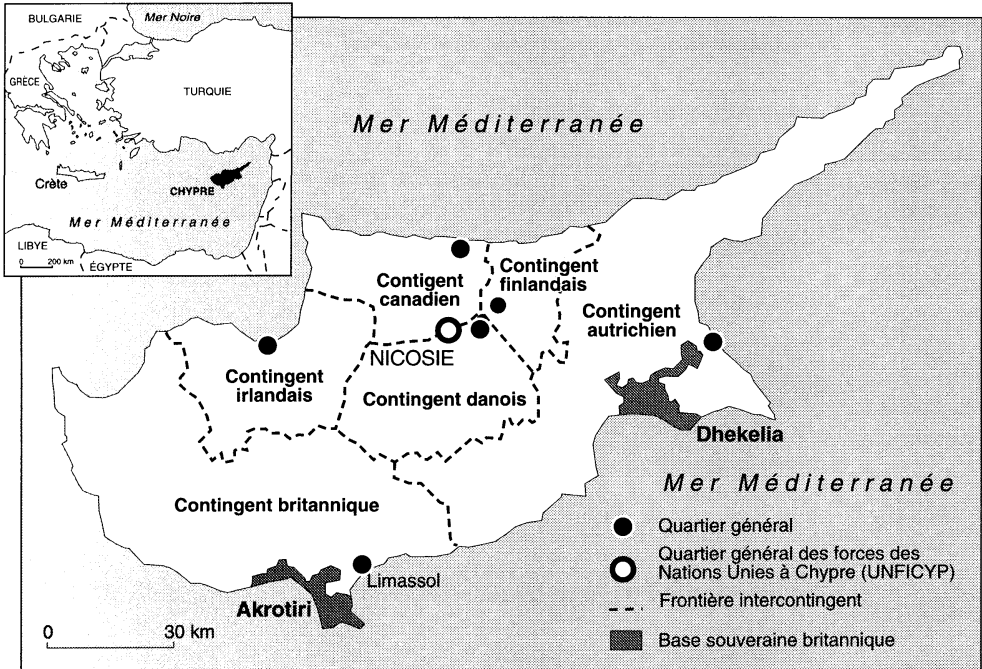 BULGARIE
Mer Noire
GRÈCE
TURQUIE
Crète
CHYPRE
Mer Méditerranée
LIBYE
0 200 km
ÉGYPTE
Mer Méditerranée
Contigent
canadien
Contingent
finlandais
Contingent
autrichien
NICOSIE
Contingent
irlandais
Contingent danois
Dhekelia
Contingent britannique
Mer Méditerranée
Limassol
Akrotiri
0 30 km
Quartier général
Quartier général des forces des
Nations Unies à Chypre (UNFICYP)
Frontière intercontingent
Base souveraine britannique